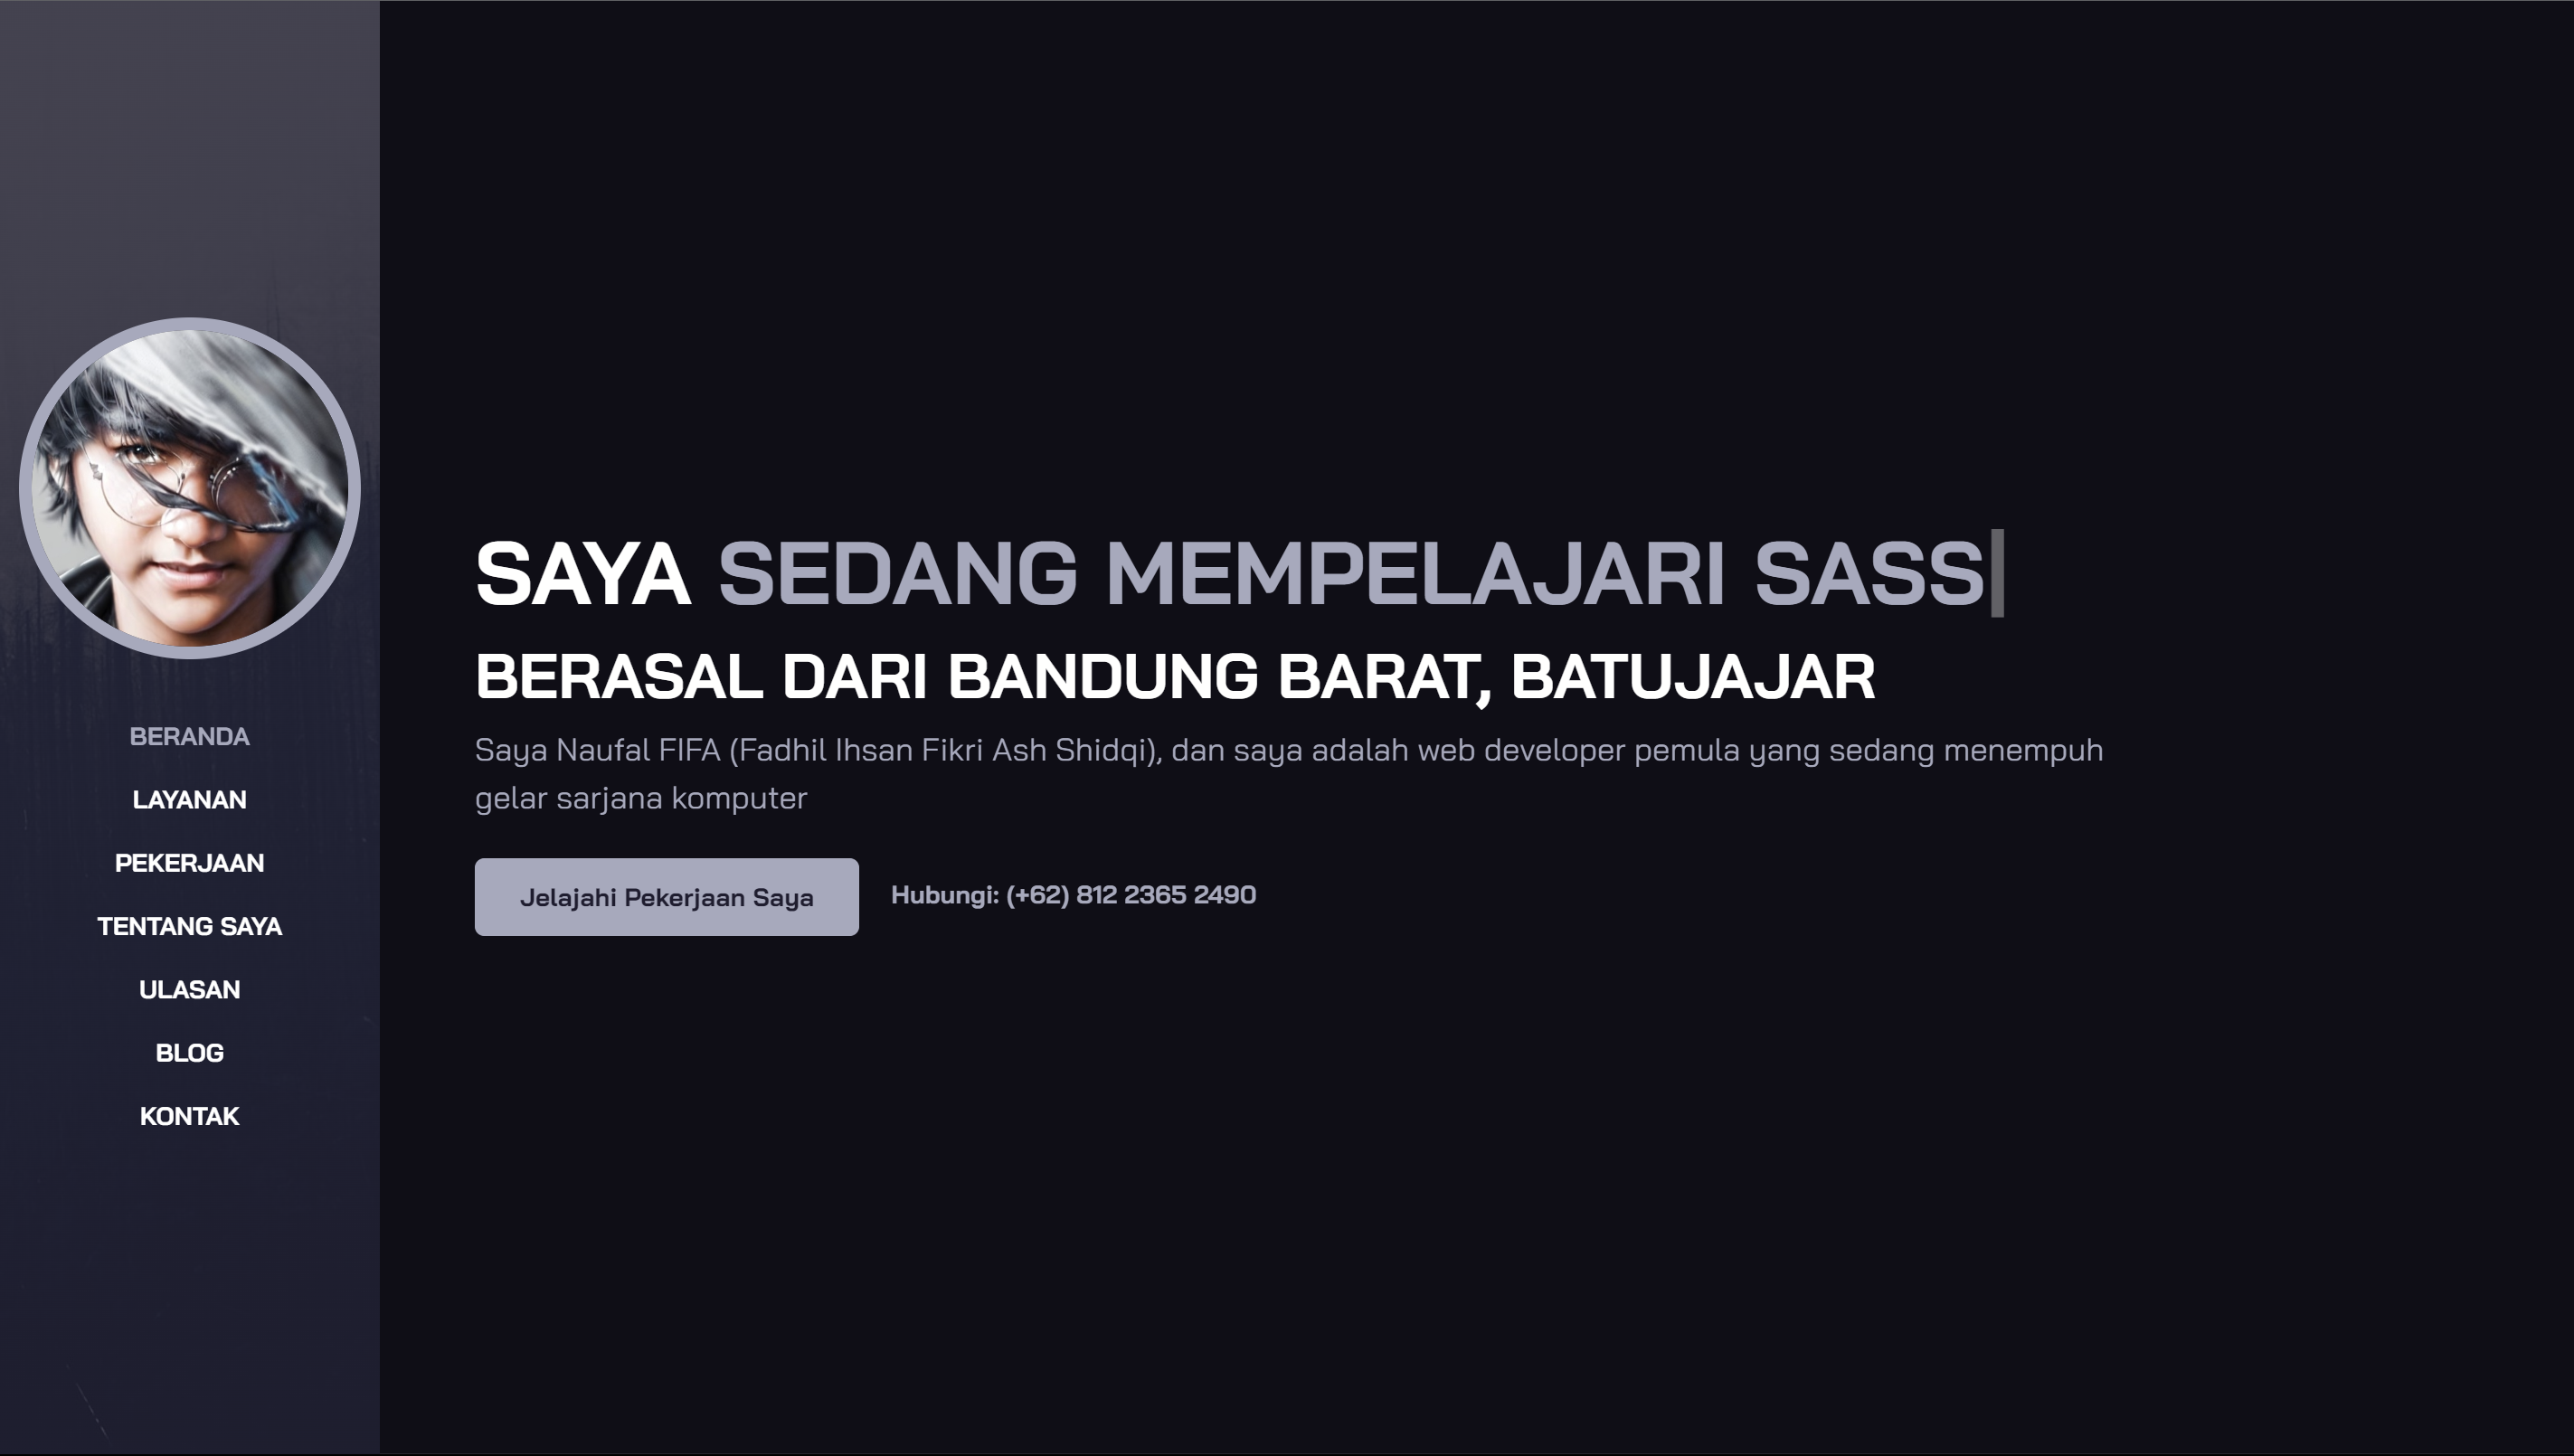 BERANDA
LAYANAN
PEKERJAAN
TENTANG SAYA
ULASAN
BLOG
KONTAK
SAYA SEDANG MEMPELAJARI SASS|
BERASAL DARI BANDUNG BARAT, BATUJAJAR
Saya Naufal FIFA (Fadhil Ihsan Fikri Ash Shidqi), dan saya adalah web developer pemula yang sedang menempuh
gelar sarjana komputer
Jelajahi Pekerjaan Saya
Hubungi: (+62) 812 2365 2490